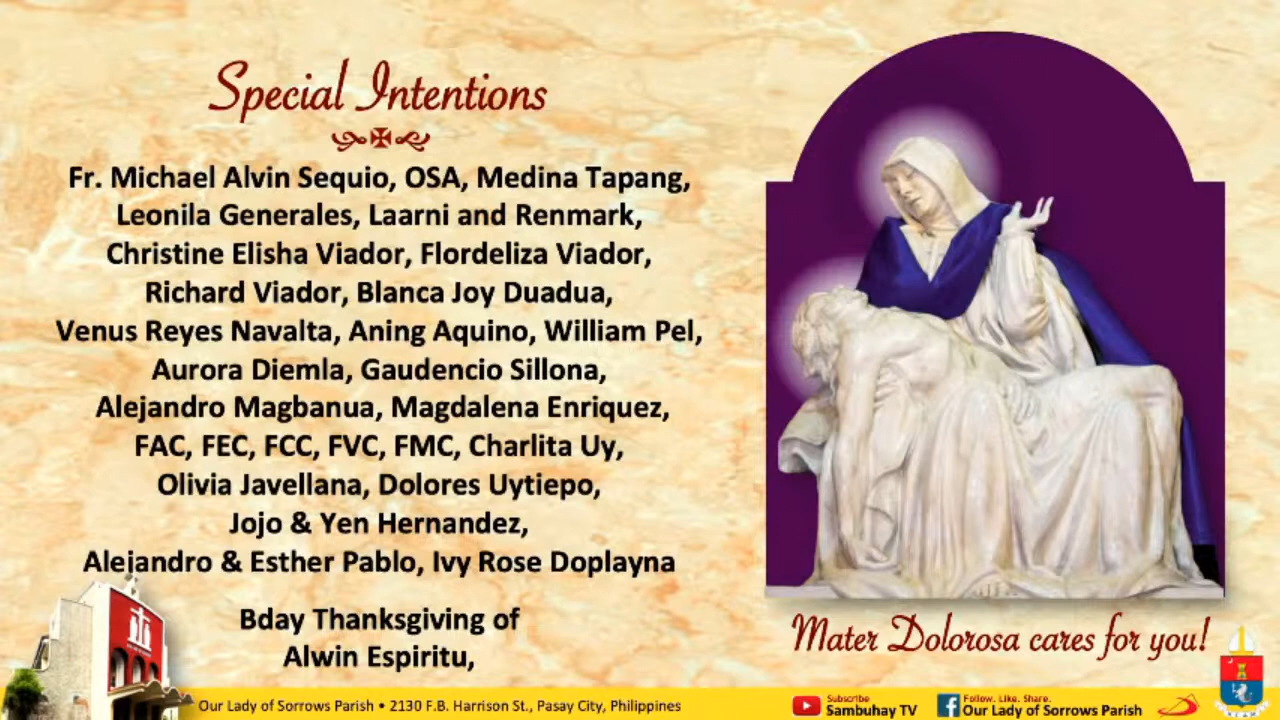 Special Intentions
Fr. Michael Alvin Sequio, OSA, Medina Tapang,
Leonila Generales, Laarni and Renmark,
Christine Elisha Viador, Flordeliza Viador,
Richard Viador, Blanca Joy Duadua,
Venus Reyes Navalta, Aning Aquino, William Pel,
Aurora Diemla, Gaudencio Sillona,
Alejandro Magbanua, Magdalena Enriquez,
FAC, FEC, FCC, FVC, FMC, Charlita Uy,
Olivia Javellana, Dolores Uytiepo,
Jojo & Yen Hernandez,
Alejandro & Esther Pablo, Ivy Rose Doplayna
Bday Thanksgiving of
Alwin Espiritu,
Mater Dolorosa cares for you!
Our Lady of Sorrows Parish • 2130 F.B. Harrison St., Pasay City, Philippines
Subscribe
Sambuhay TV
Follow. Like. Share.
Our Lady of Sorrows Parish